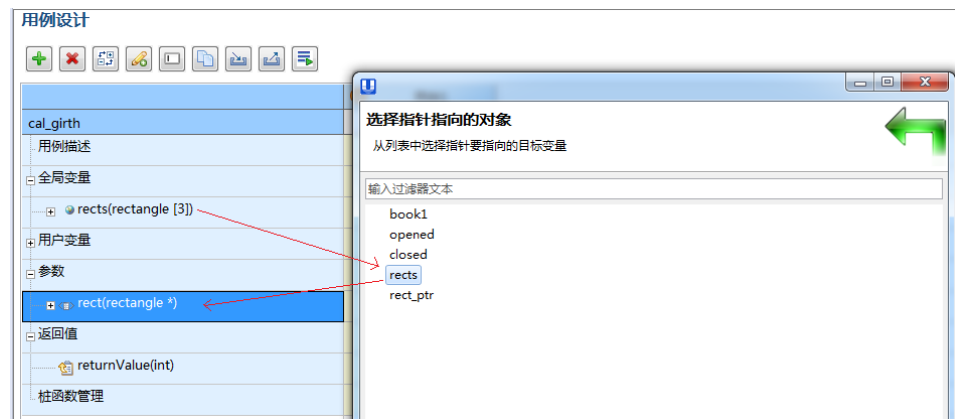 用例设计
cal_girth
用例描述
全局变量
rects(rectangle [3])
用户变量
参数
rect(rectangle *)
返回值
returnValue(int)
桩函数管理
选择指针指向的对象
从列表中选择指针要指向的目标变量
输入过滤器文本
book1
opened
closed
rects
rect_ptr